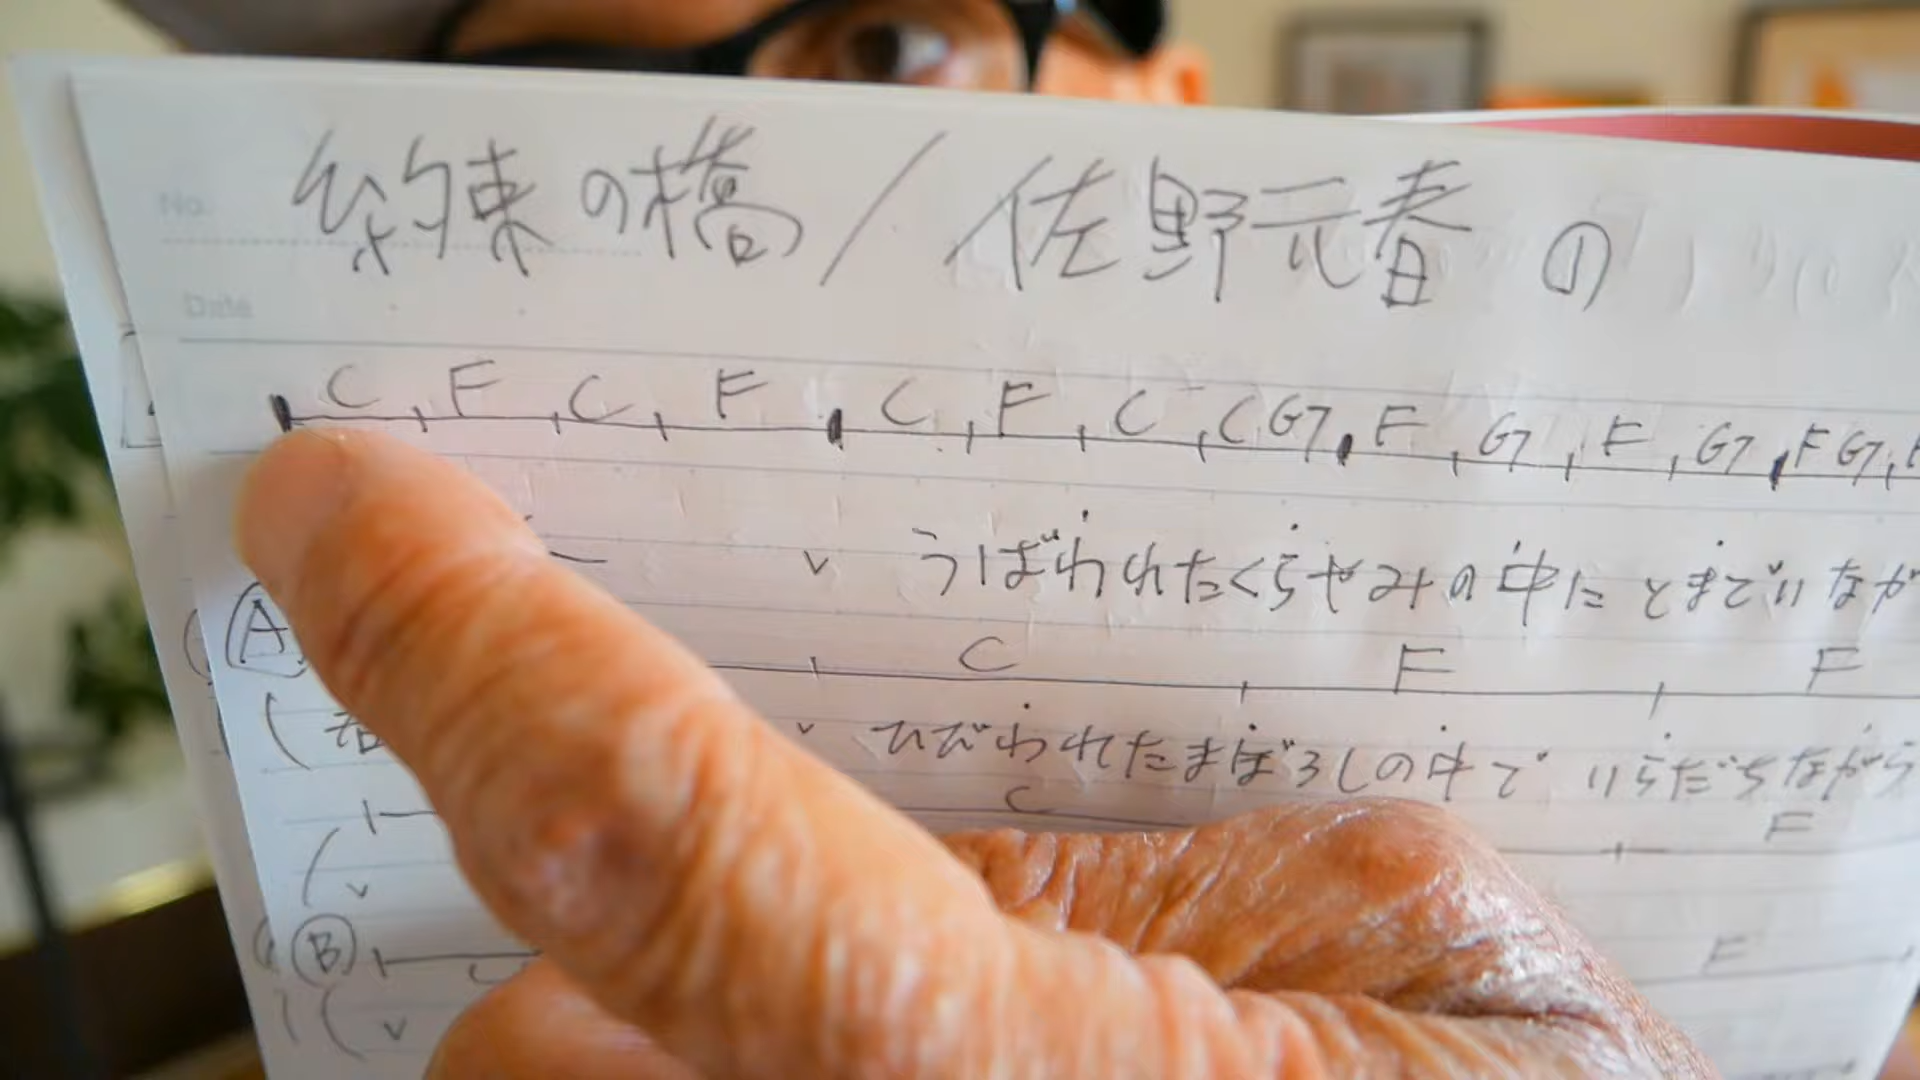 約束の橋/佐野元春 ①
No.
Date
C F C F C F C C G7 F G7 F G7 F G7
うばわれたくらやみの中に とまどいなが
Ⓐ C F F
(君 ひびわれたまぼろしの中で いらだちながら
C F
Ⓑ F